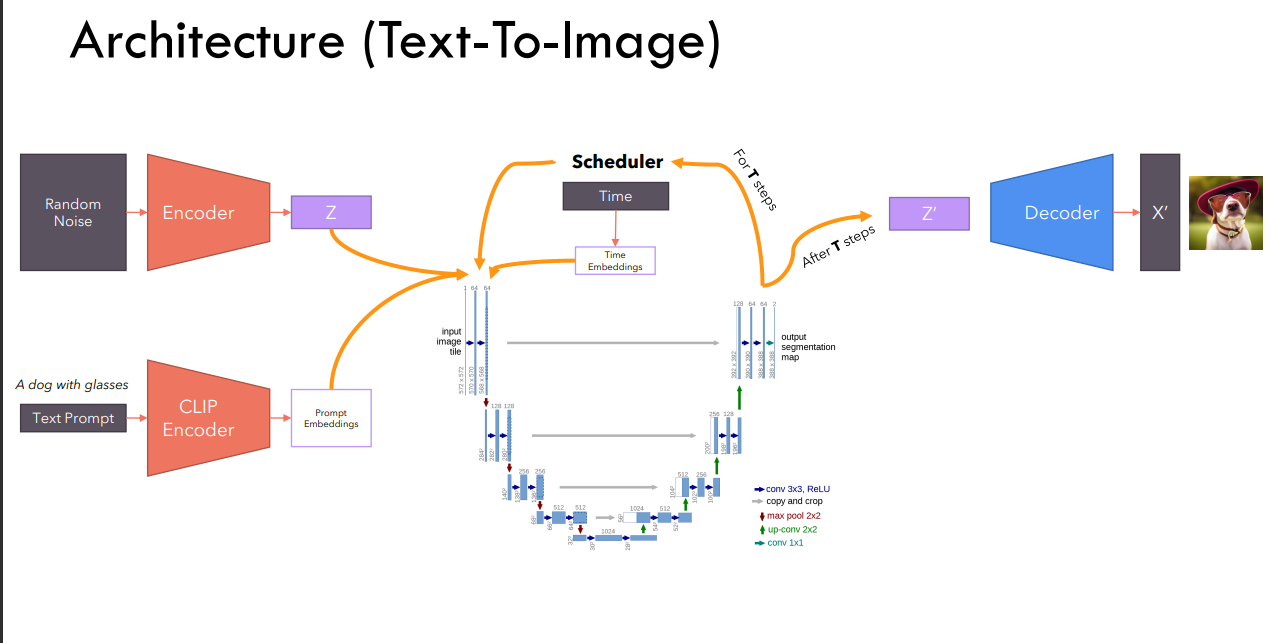 Architecture (Text-To-Image)
Random
Noise
Encoder
Z
Scheduler
Time
Time
Embeddings
For T steps
After T steps
Z’
Decoder
X’
A dog with glasses
Text Prompt
CLIP
Encoder
Prompt
Embeddings
1 64 64
input
image
tile
572 x 572
570 x 570
568 x 568
128 64 64 2
output
segmentation
map
392 x 392
390 x 390
388 x 388
388 x 388
128 128
284²
282²
280²
256 128
200²
198²
196²
256 256
140²
138²
136²
512 256
104²
102²
100²
512 512
68²
66²
64²
1024 512
56²
54²
52²
1024
32²
30²
28²
conv 3x3, ReLU
copy and crop
max pool 2x2
up-conv 2x2
conv 1x1